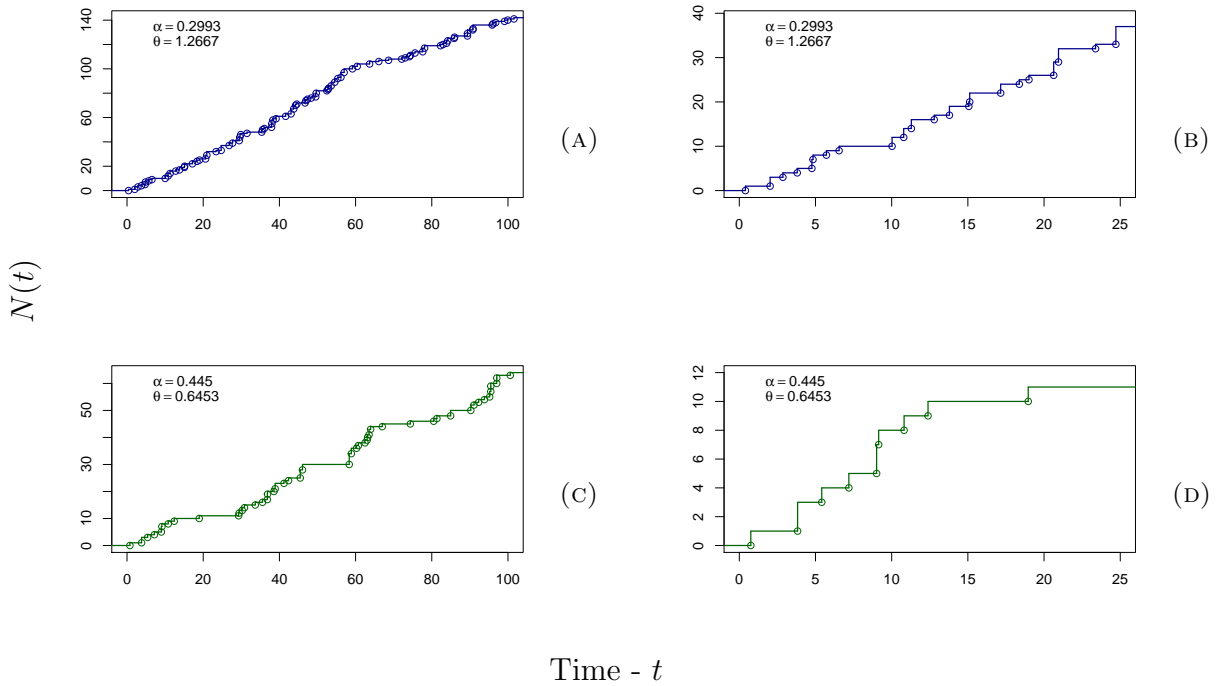 α = 0.2993
θ = 1.2667
0 20 60 100 140
0 20 40 60 80 100
(A)
α = 0.2993
θ = 1.2667
0 10 20 30 40
0 5 10 15 20 25
(B)
N(t)
α = 0.445
θ = 0.6453
0 10 30 50
0 20 40 60 80 100
(C)
α = 0.445
θ = 0.6453
0 2 4 6 8 10 12
0 5 10 15 20 25
(D)
Time - t